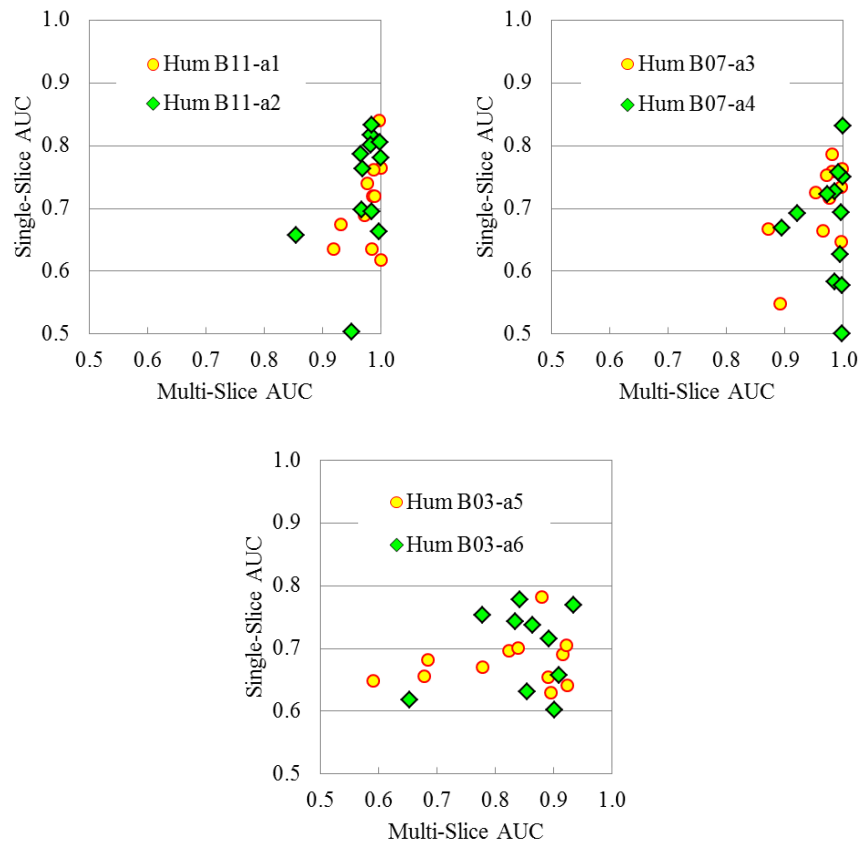 1.0
0.9
0.8
0.7
0.6
0.5
Single-Slice AUC
Hum B11-a1
Hum B11-a2
0.5 0.6 0.7 0.8 0.9 1.0
Multi-Slice AUC
1.0
0.9
0.8
0.7
0.6
0.5
Single-Slice AUC
Hum B07-a3
Hum B07-a4
0.5 0.6 0.7 0.8 0.9 1.0
Multi-Slice AUC
1.0
0.9
0.8
0.7
0.6
0.5
Single-Slice AUC
Hum B03-a5
Hum B03-a6
0.5 0.6 0.7 0.8 0.9 1.0
Multi-Slice AUC